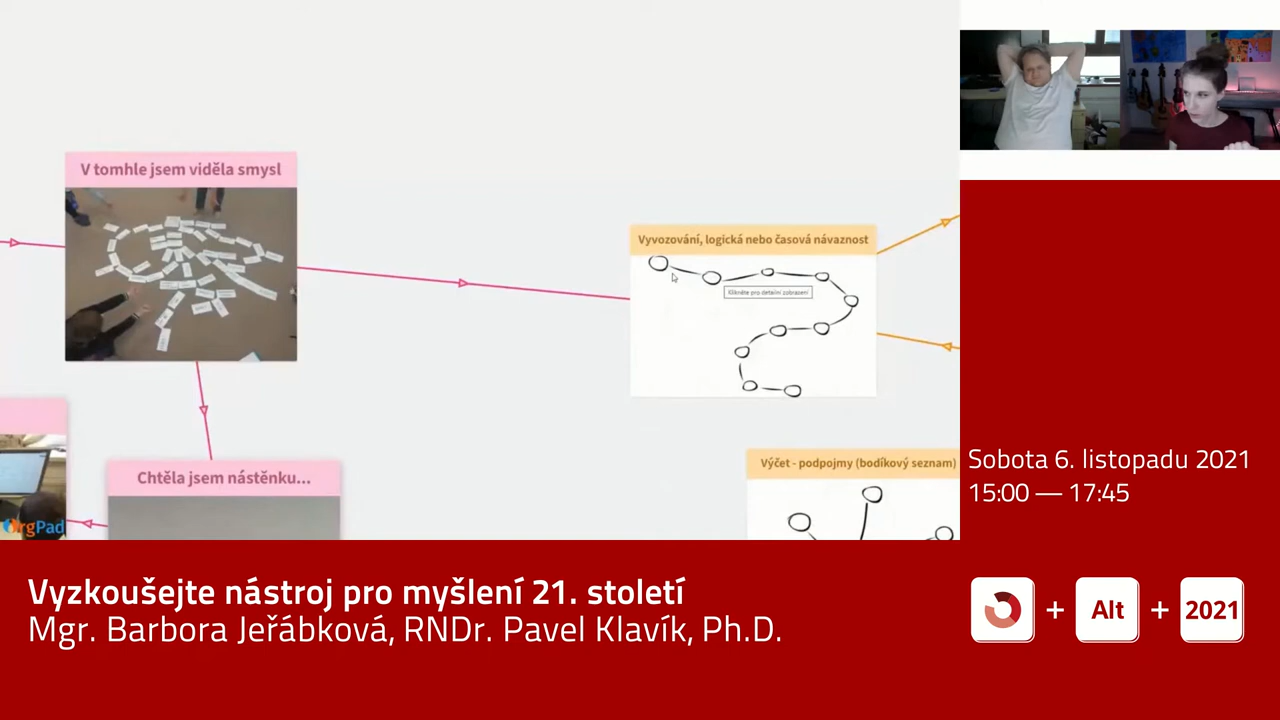 V tomhle jsem viděla smysl
Vyvozování, logická nebo časová návaznost
Klikněte pro detailní zobrazení
Chtěla jsem nástěnku...
Výčet - podpojmy (bodíkový seznam)
OrgPad
Sobota 6. listopadu 2021
15:00 — 17:45
Vyzkoušejte nástroj pro myšlení 21. století
Mgr. Barbora Jeřábková, RNDr. Pavel Klavík, Ph.D.
+ Alt + 2021